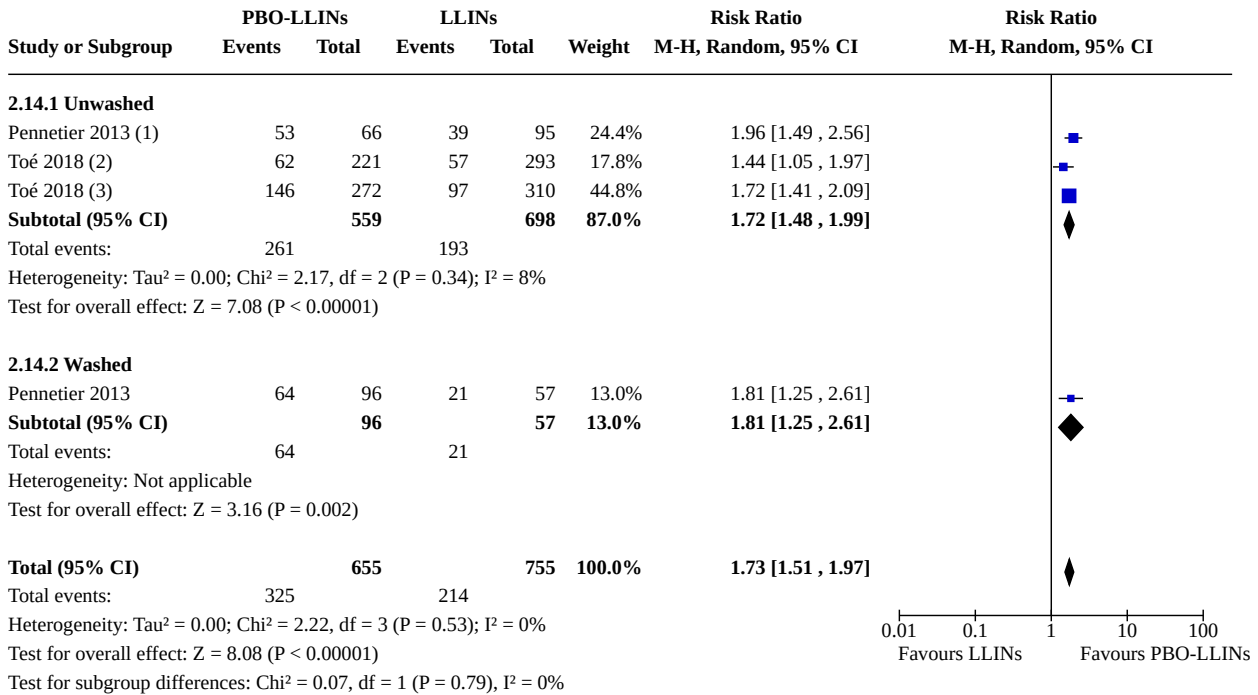 PBO-LLINs LLINs Risk Ratio Risk Ratio
Study or Subgroup Events Total Events Total Weight M-H, Random, 95% CI M-H, Random, 95% CI
2.14.1 Unwashed
Pennetier 2013 (1) 53 66 39 95 24.4% 1.96 [1.49 , 2.56]
Toé 2018 (2) 62 221 57 293 17.8% 1.44 [1.05 , 1.97]
Toé 2018 (3) 146 272 97 310 44.8% 1.72 [1.41 , 2.09]
Subtotal (95% CI) 559 698 87.0% 1.72 [1.48 , 1.99]
Total events: 261 193
Heterogeneity: Tau² = 0.00; Chi² = 2.17, df = 2 (P = 0.34); I² = 8%
Test for overall effect: Z = 7.08 (P < 0.00001)
2.14.2 Washed
Pennetier 2013 64 96 21 57 13.0% 1.81 [1.25 , 2.61]
Subtotal (95% CI) 96 57 13.0% 1.81 [1.25 , 2.61]
Total events: 64 21
Heterogeneity: Not applicable
Test for overall effect: Z = 3.16 (P = 0.002)
Total (95% CI) 655 755 100.0% 1.73 [1.51 , 1.97]
Total events: 325 214
Heterogeneity: Tau² = 0.00; Chi² = 2.22, df = 3 (P = 0.53); I² = 0%
0.01 0.1 1 10 100
Test for overall effect: Z = 8.08 (P < 0.00001) Favours LLINs Favours PBO-LLINs
Test for subgroup differences: Chi² = 0.07, df = 1 (P = 0.79), I² = 0%